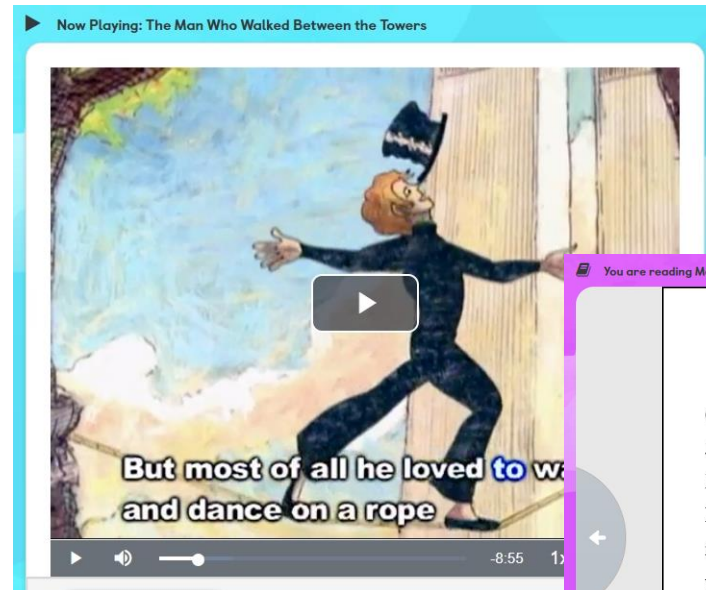 Now Playing: The Man Who Walked Between the Towers
You are reading
But most of all he loved to
and dance on a rope
-8:55